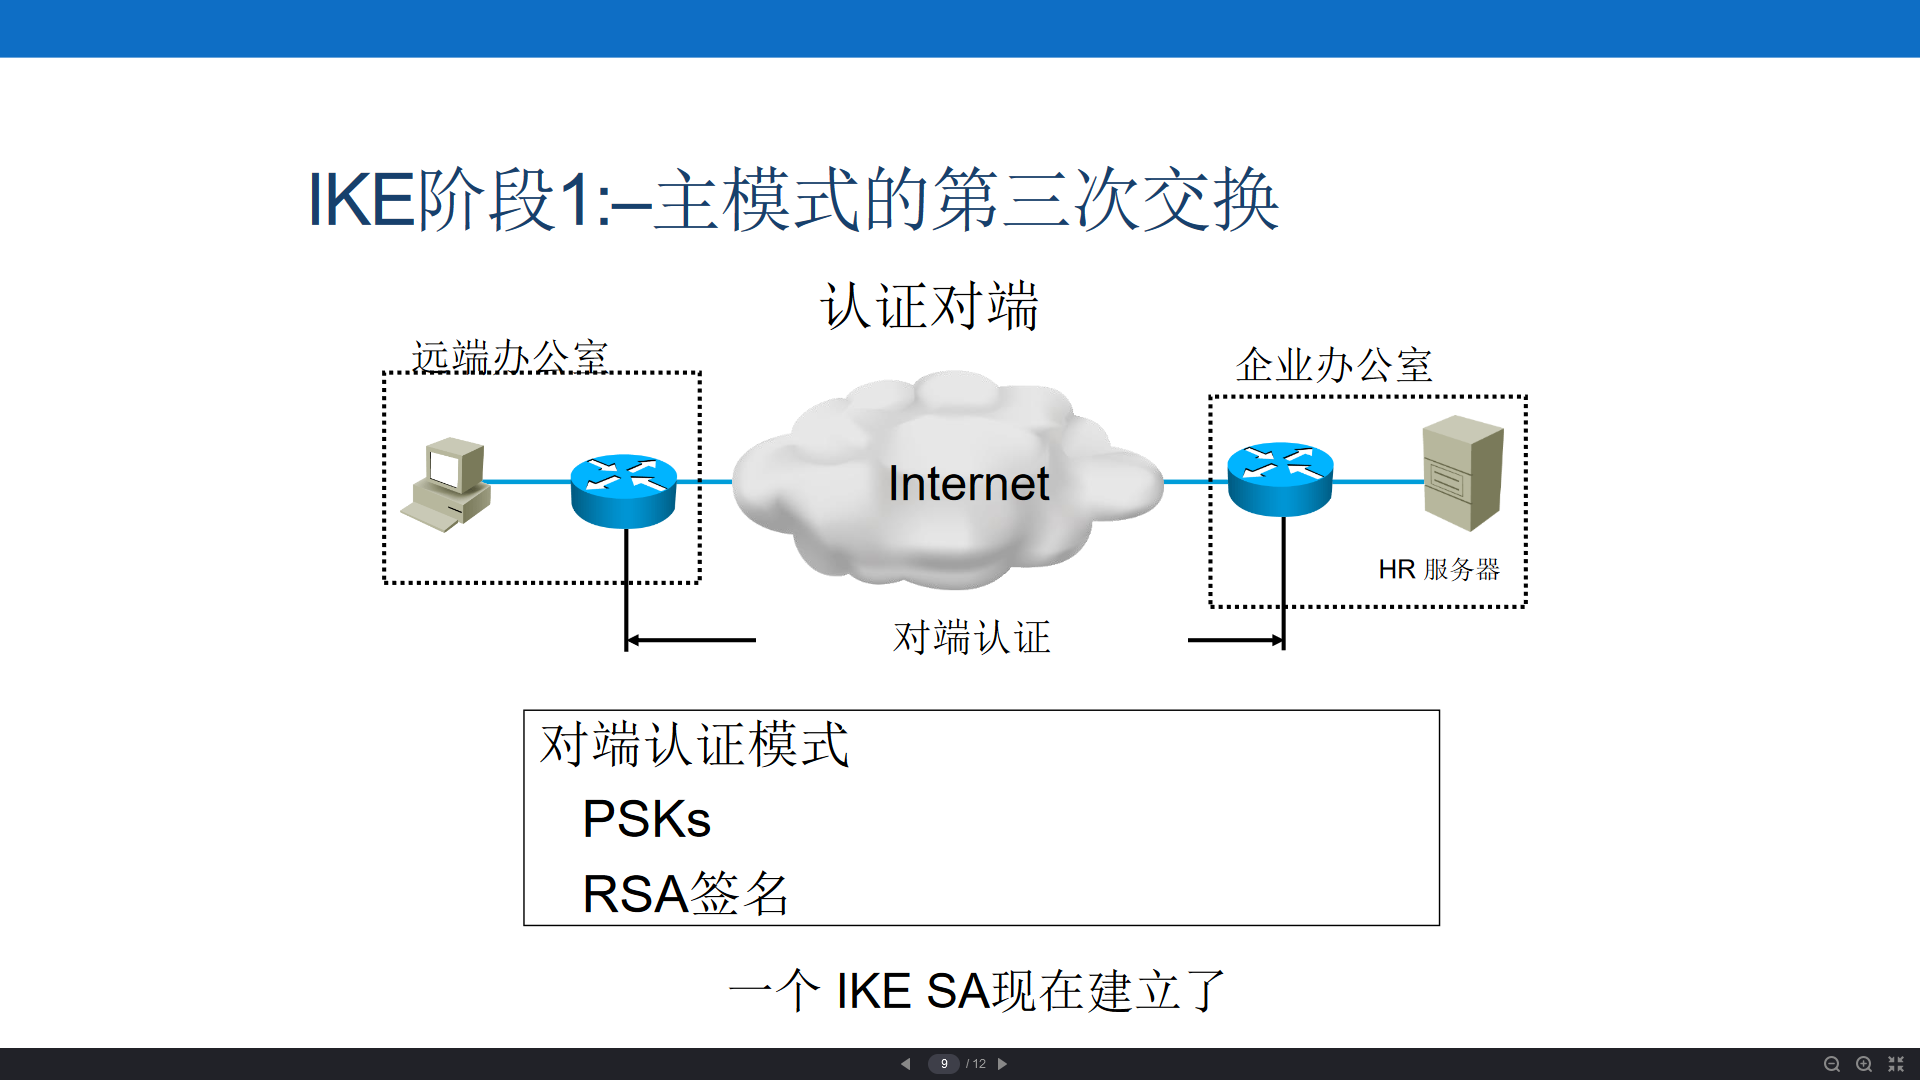 IKE阶段1:–主模式的第三次交换
认证对端
远端办公室
企业办公室
Internet
HR 服务器
对端认证
对端认证模式
PSKs
RSA签名
一个 IKE SA现在建立了
9 / 12